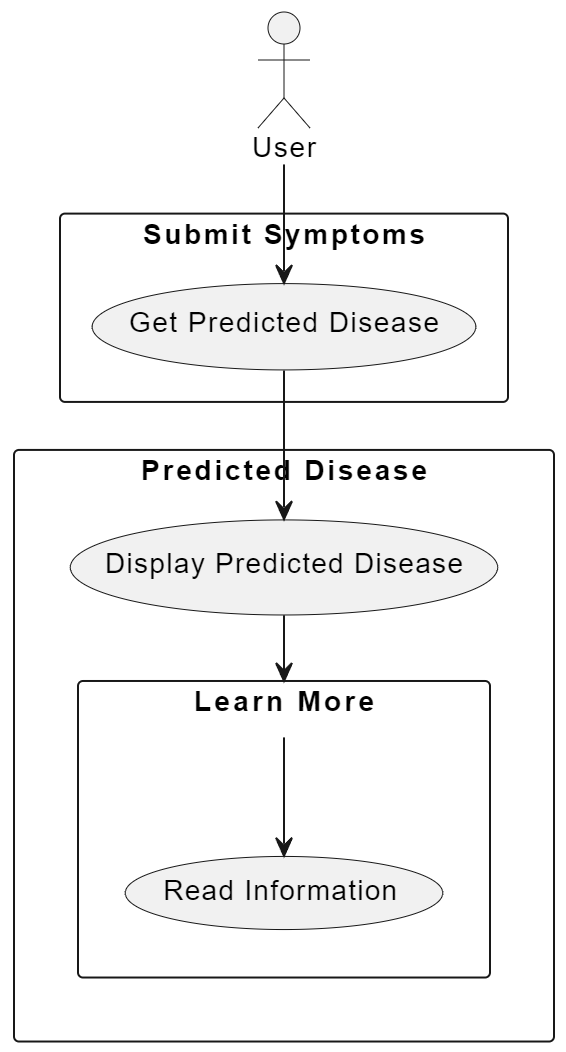 User
Submit Symptoms
Get Predicted Disease
Predicted Disease
Display Predicted Disease
Learn More
Read Information